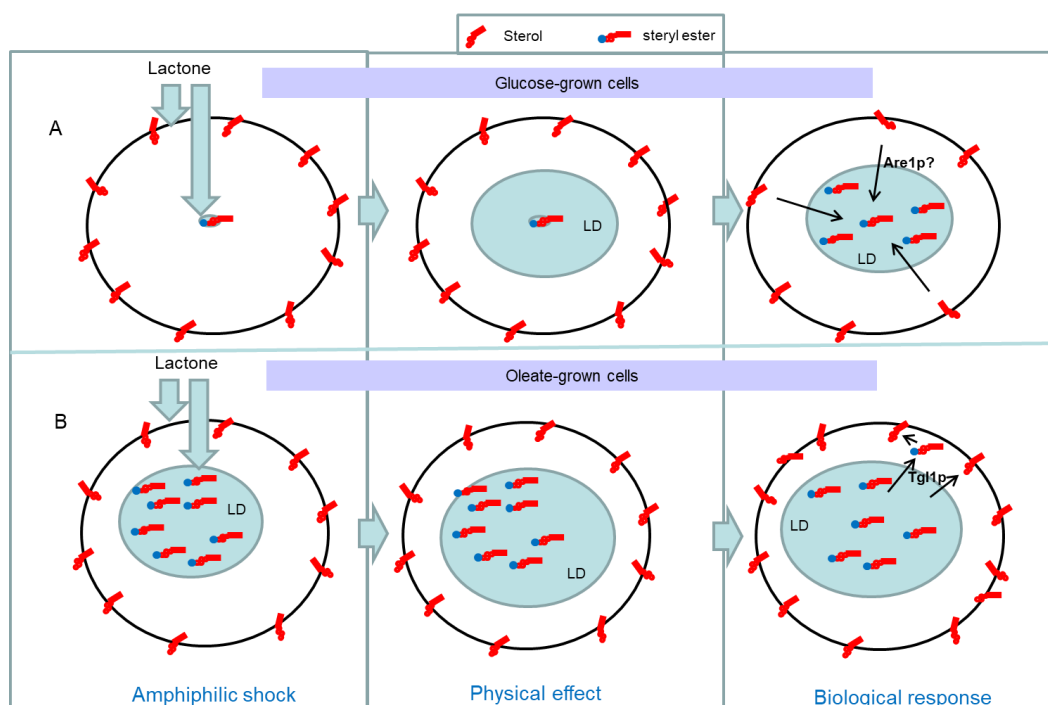 Sterol
steryl ester
Lactone
Glucose-grown cells
A
Are1p?
LD
LD
Lactone
Oleate-grown cells
B
Tgl1p
LD
LD
LD
Amphiphilic shock
Physical effect
Biological response